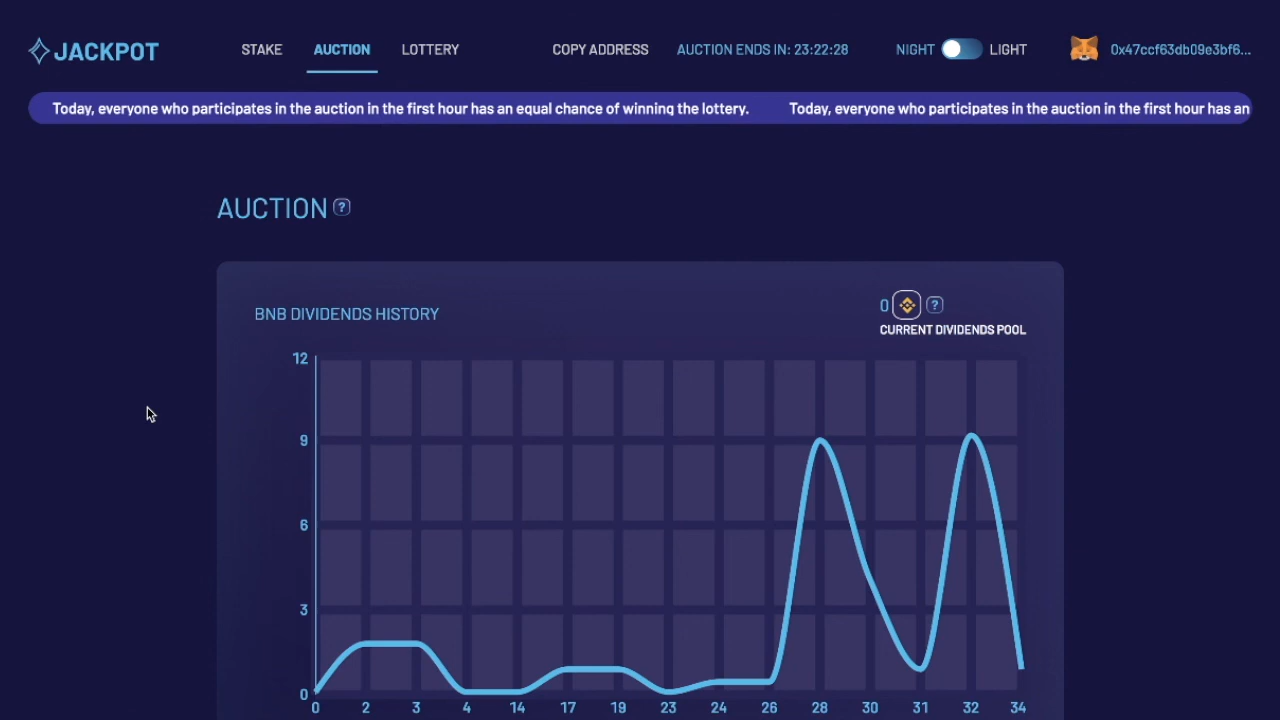 JACKPOT STAKE AUCTION LOTTERY COPY ADDRESS AUCTION ENDS IN: 23:22:28 NIGHT LIGHT 0x47ccf63db09e3bf6...
Today, everyone who participates in the auction in the first hour has an equal chance of winning the lottery. Today, everyone who participates in the auction in the first hour has an
AUCTION ?
BNB DIVIDENDS HISTORY
0 ?
CURRENT DIVIDENDS POOL
12
9
6
3
0
0 2 3 4 14 17 19 23 24 26 28 30 31 32 34